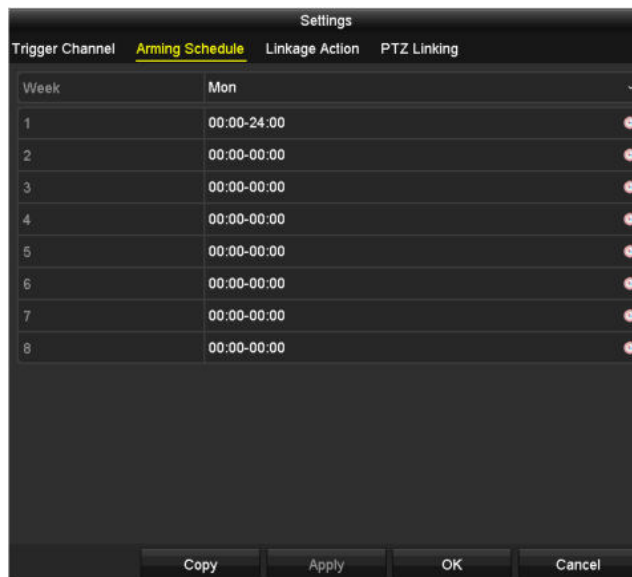 Settings
Trigger Channel Arming Schedule Linkage Action PTZ Linking
Week Mon
1 00:00-24:00
2 00:00-00:00
3 00:00-00:00
4 00:00-00:00
5 00:00-00:00
6 00:00-00:00
7 00:00-00:00
8 00:00-00:00
Copy Apply OK Cancel